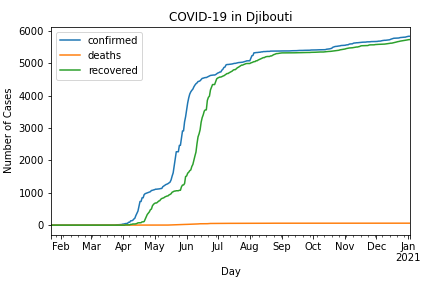 COVID-19 in Djibouti
confirmed
deaths
recovered
Number of Cases
6000
5000
4000
3000
2000
1000
0
Feb Mar Apr May Jun Jul Aug Sep Oct Nov Dec Jan
2021
Day